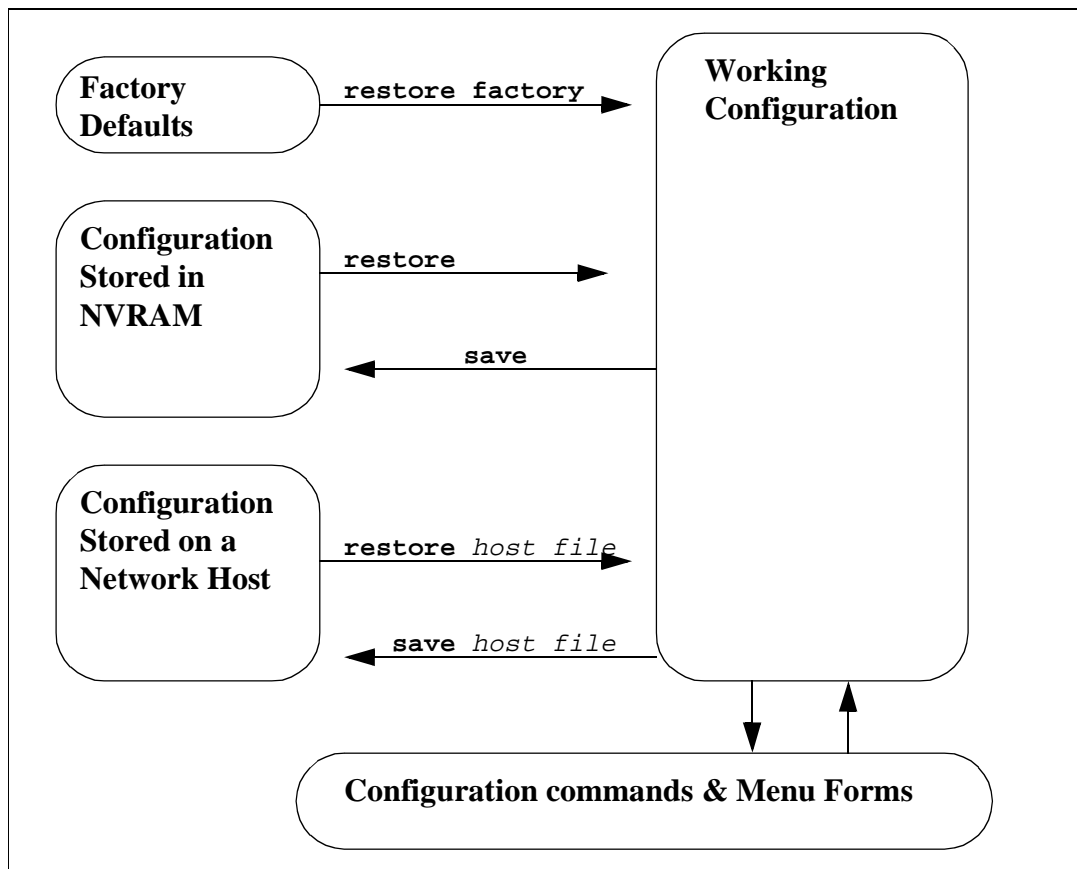 Factory
Defaults
restore factory
Working
Configuration
Configuration
Stored in
NVRAM
restore
save
Configuration
Stored on a
Network Host
restore host file
save host file
Configuration commands & Menu Forms